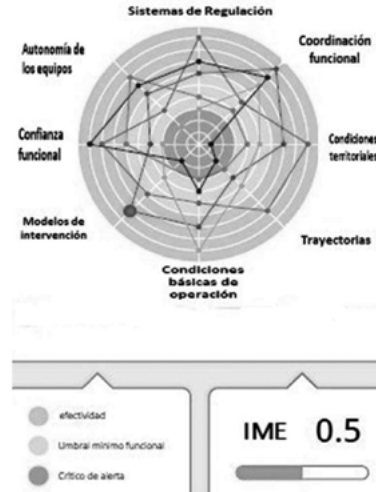 Sistemas de Regulación
Coordinación
funcional
Autonomía de
los equipos
Confianza
funcional
Condiciones
territoriales
Modelos de
intervención
Trayectorias
Condiciones
básicas de
operación
efectividad
Umbral mínimo funcional
Crítico de alerta
IME 0.5